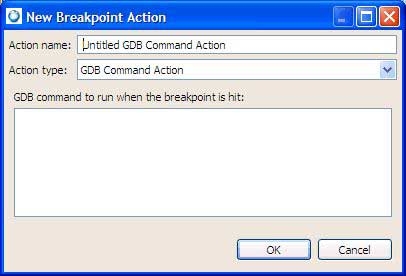 New Breakpoint Action
Action name: Untitled GDB Command Action
Action type: GDB Command Action
GDB command to run when the breakpoint is hit:
OK Cancel